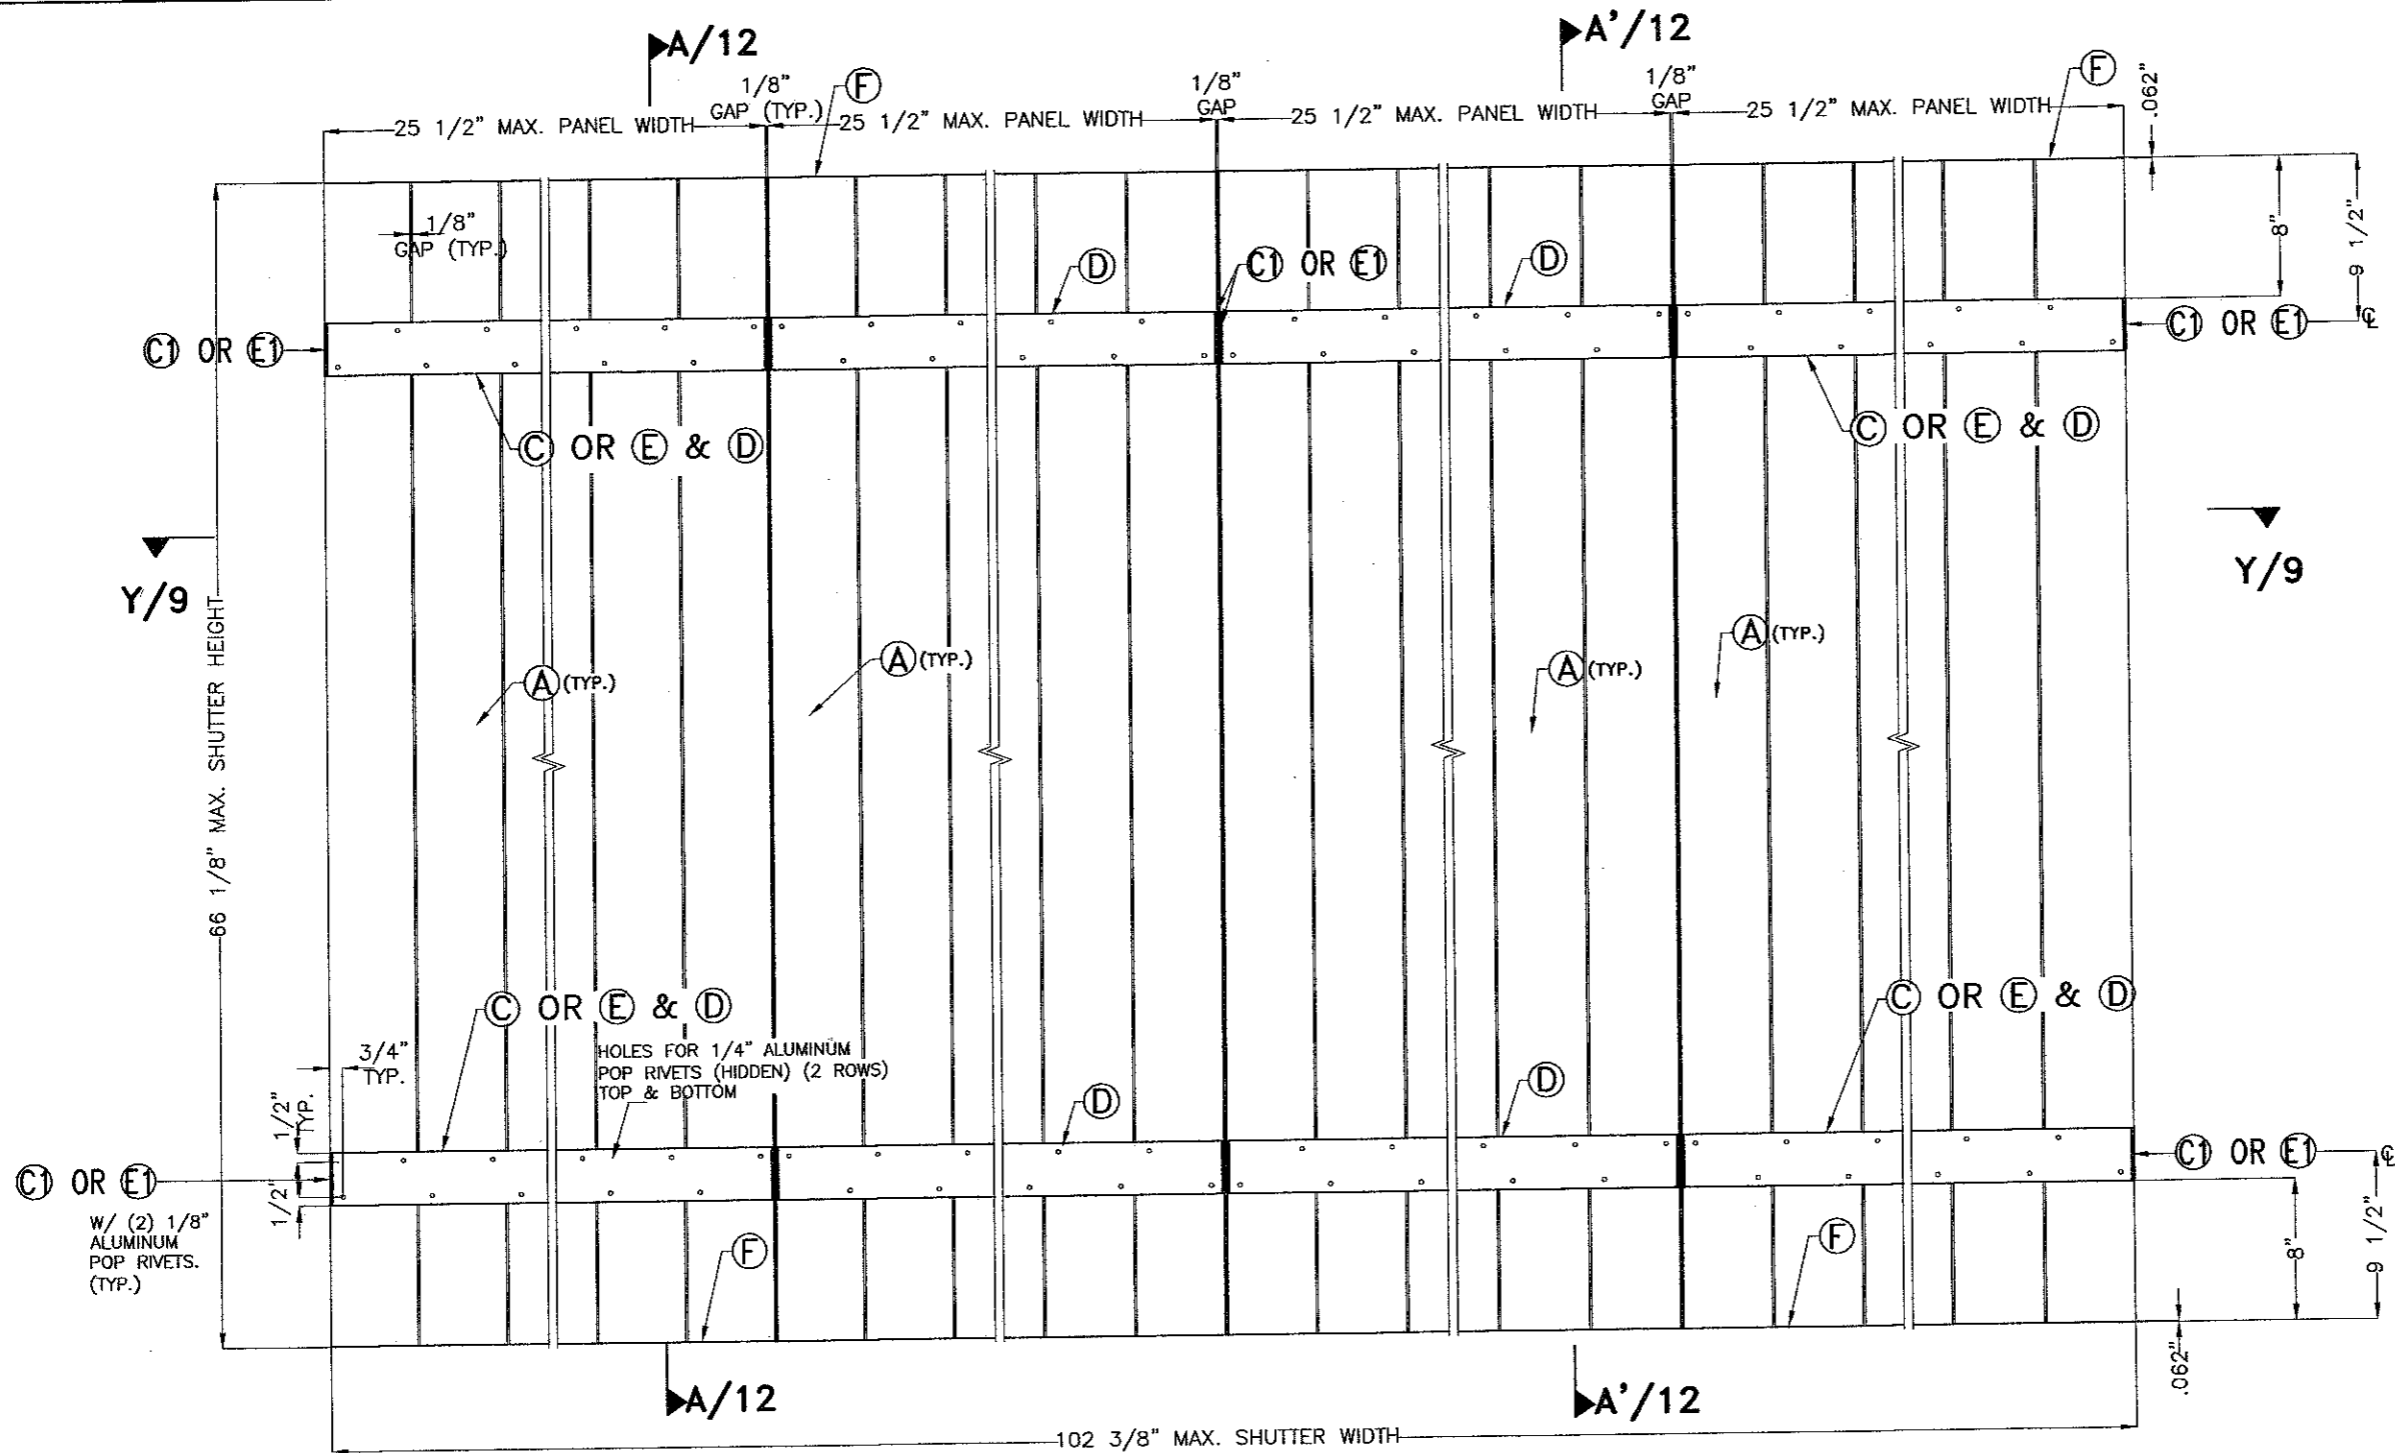 A/12
A'/12
1/8"
GAP (TYP.)
F
1/8"
GAP
1/8"
GAP
F
.062"
25 1/2" MAX. PANEL WIDTH
25 1/2" MAX. PANEL WIDTH
25 1/2" MAX. PANEL WIDTH
25 1/2" MAX. PANEL WIDTH
1/8"
GAP (TYP.)
D
C1 OR E1
D
8"
9 1/2"
C1 OR E1
C1 OR E1
℄
C OR E & D
C OR E & D
Y/9
Y/9
66 1/8" MAX. SHUTTER HEIGHT
A (TYP.)
A (TYP.)
A (TYP.)
A (TYP.)
C OR E & D
C OR E & D
3/4"
TYP.
HOLES FOR 1/4" ALUMINUM
POP RIVETS (HIDDEN) (2 ROWS)
TOP & BOTTOM
D
D
1/2"
TYP.
1/2"
C1 OR E1
W/ (2) 1/8"
ALUMINUM
POP RIVETS.
(TYP.)
C1 OR E1
℄
8"
9 1/2"
F
F
.062"
A/12
A'/12
102 3/8" MAX. SHUTTER WIDTH